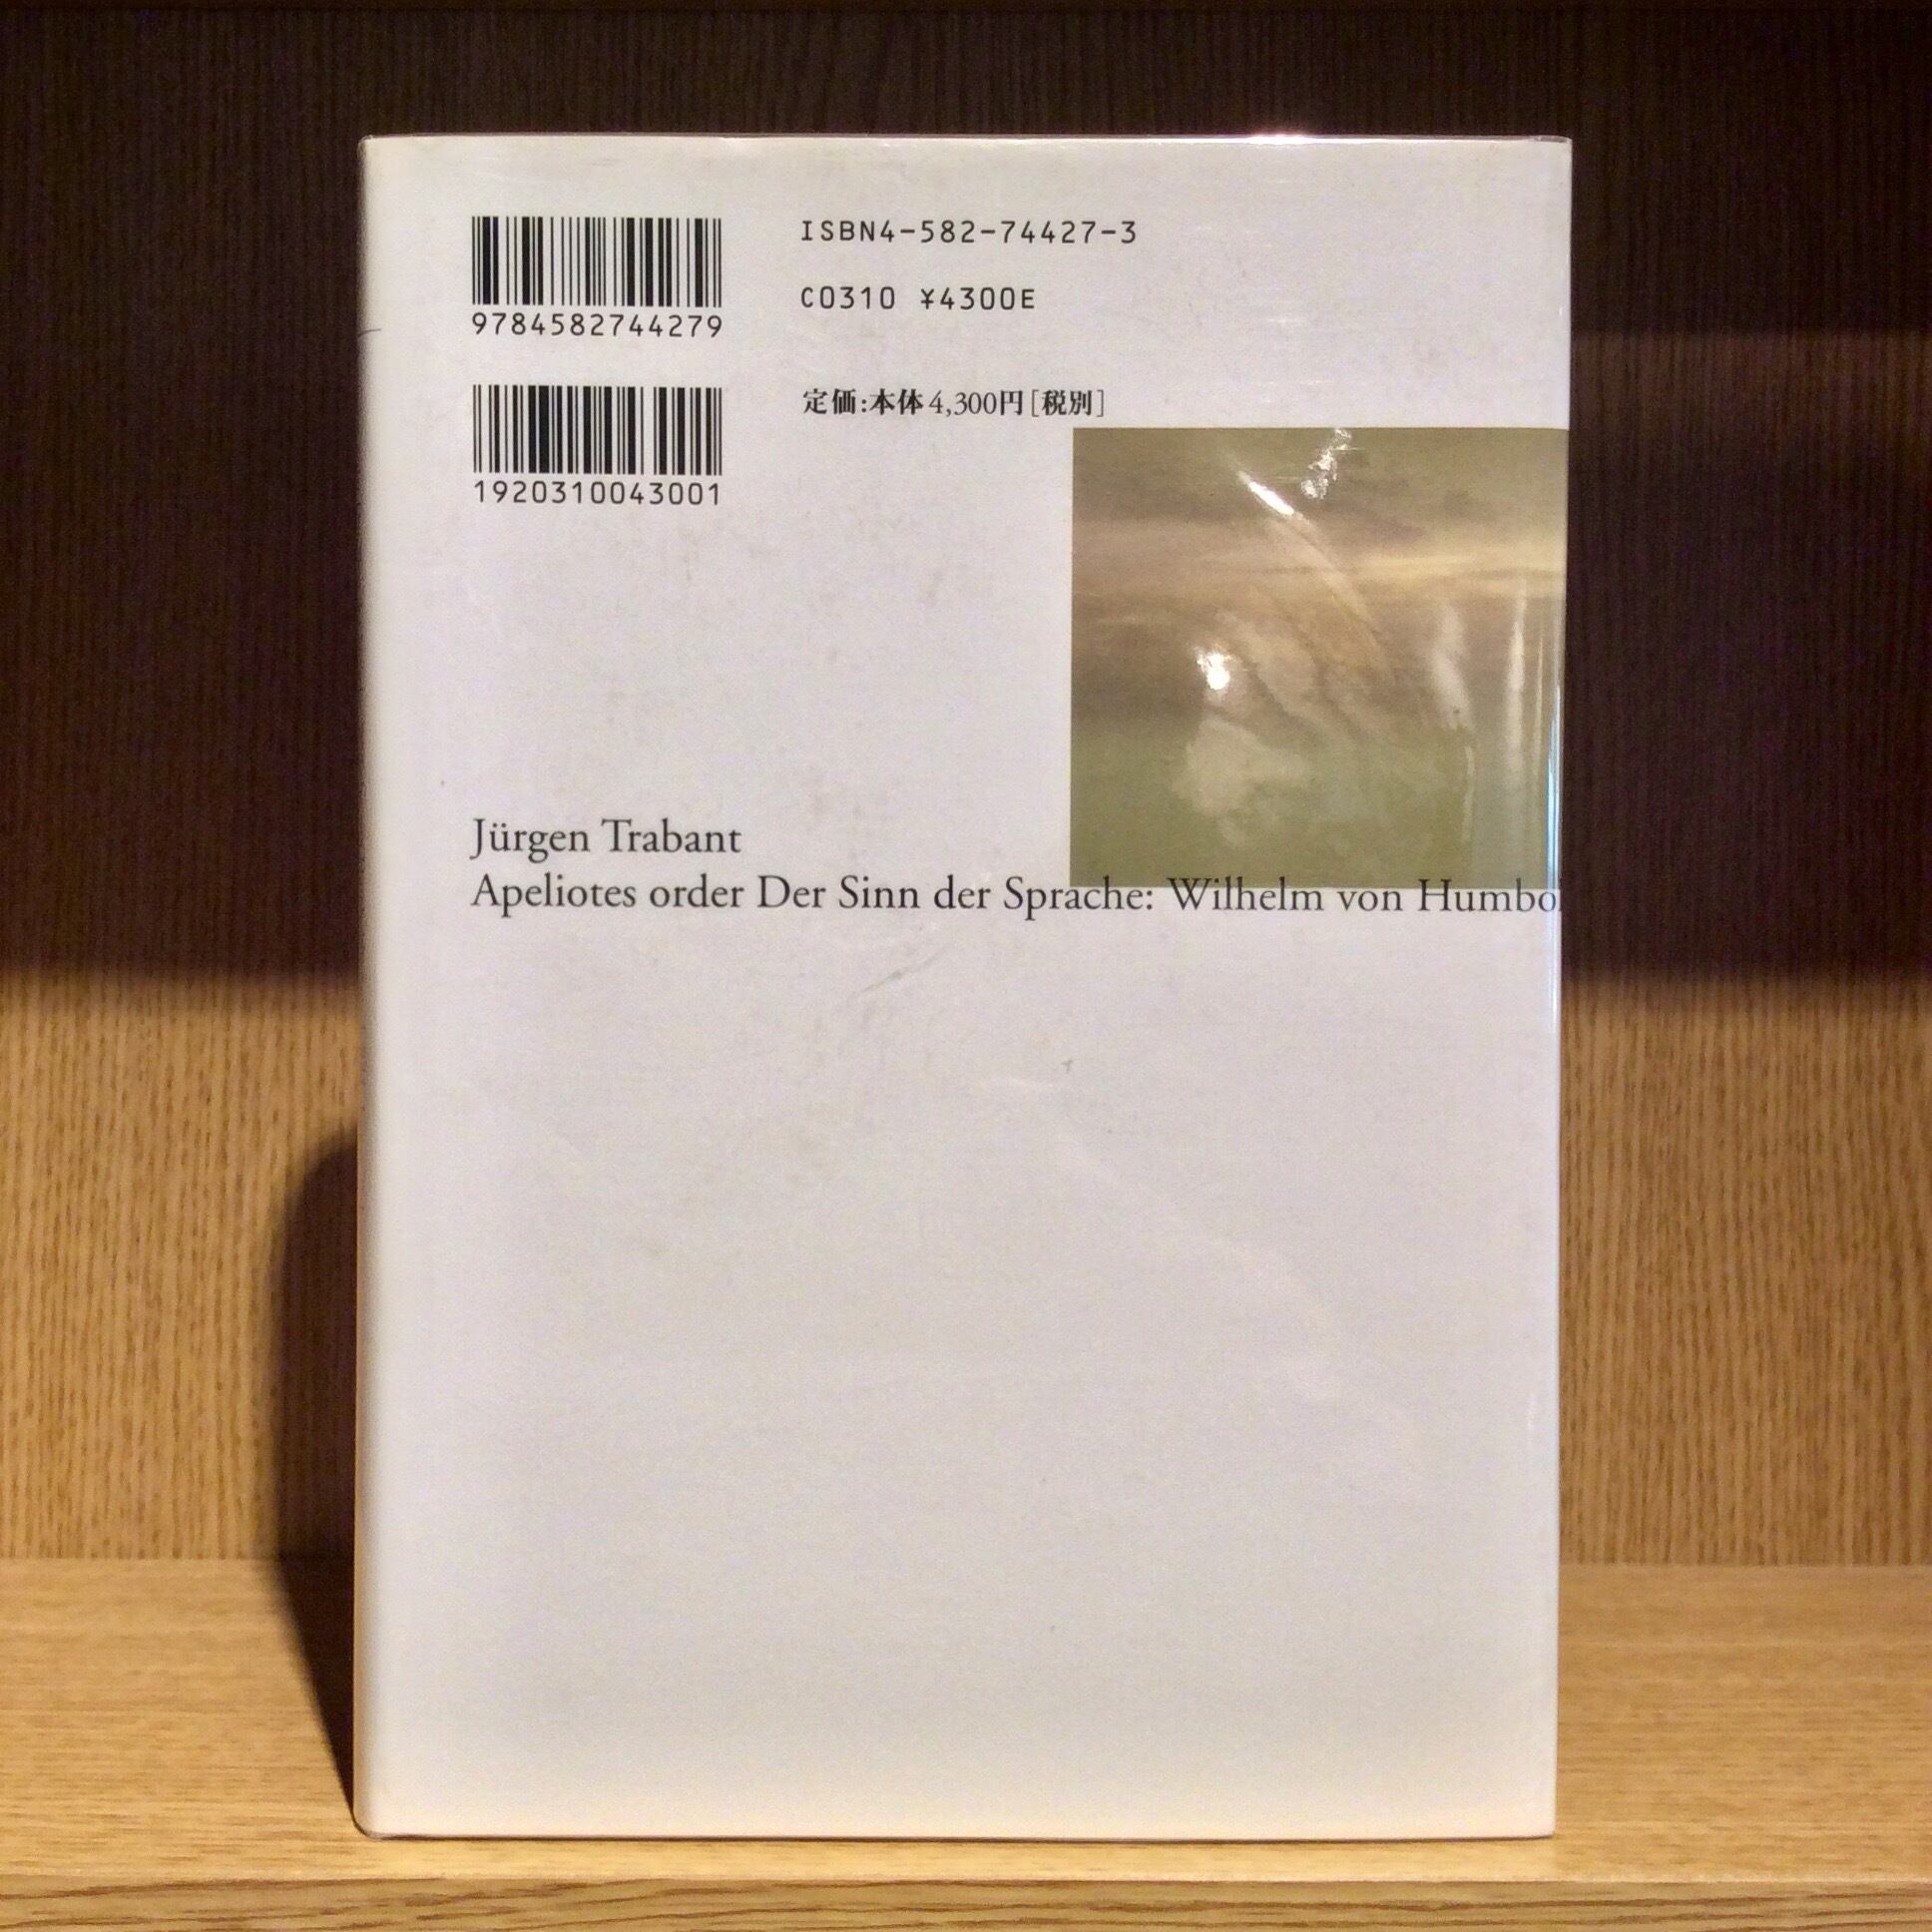 ISBN4-582-74427-3
C0310 ¥4300E
9784582744279
定価:本体4,300円[税別]
1920310043001
Jürgen Trabant
Apeliotes order Der Sinn der Sprache: Wilhelm von Humbo